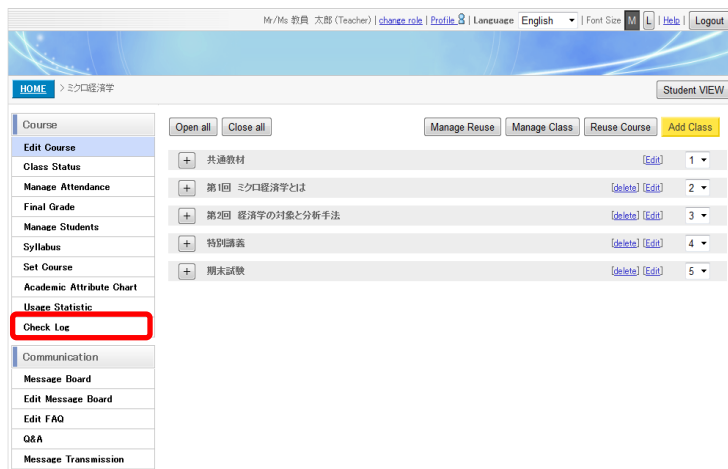 Mr/Ms 教員 太郎 (Teacher) | change role | Profile | Language English | Font Size M L | Help | Logout
HOME > ミクロ経済学 Student VIEW
Course
Edit Course
Class Status
Manage Attendance
Final Grade
Manage Students
Syllabus
Set Course
Academic Attribute Chart
Usage Statistic
Check Log
Communication
Message Board
Edit Message Board
Edit FAQ
Q&A
Message Transmission
Open all Close all Manage Reuse Manage Class Reuse Course Add Class
+ 共通教材 [Edit] 1
+ 第1回 ミクロ経済学とは [delete] [Edit] 2
+ 第2回 経済学の対象と分析手法 [delete] [Edit] 3
+ 特別講義 [delete] [Edit] 4
+ 期末試験 [delete] [Edit] 5